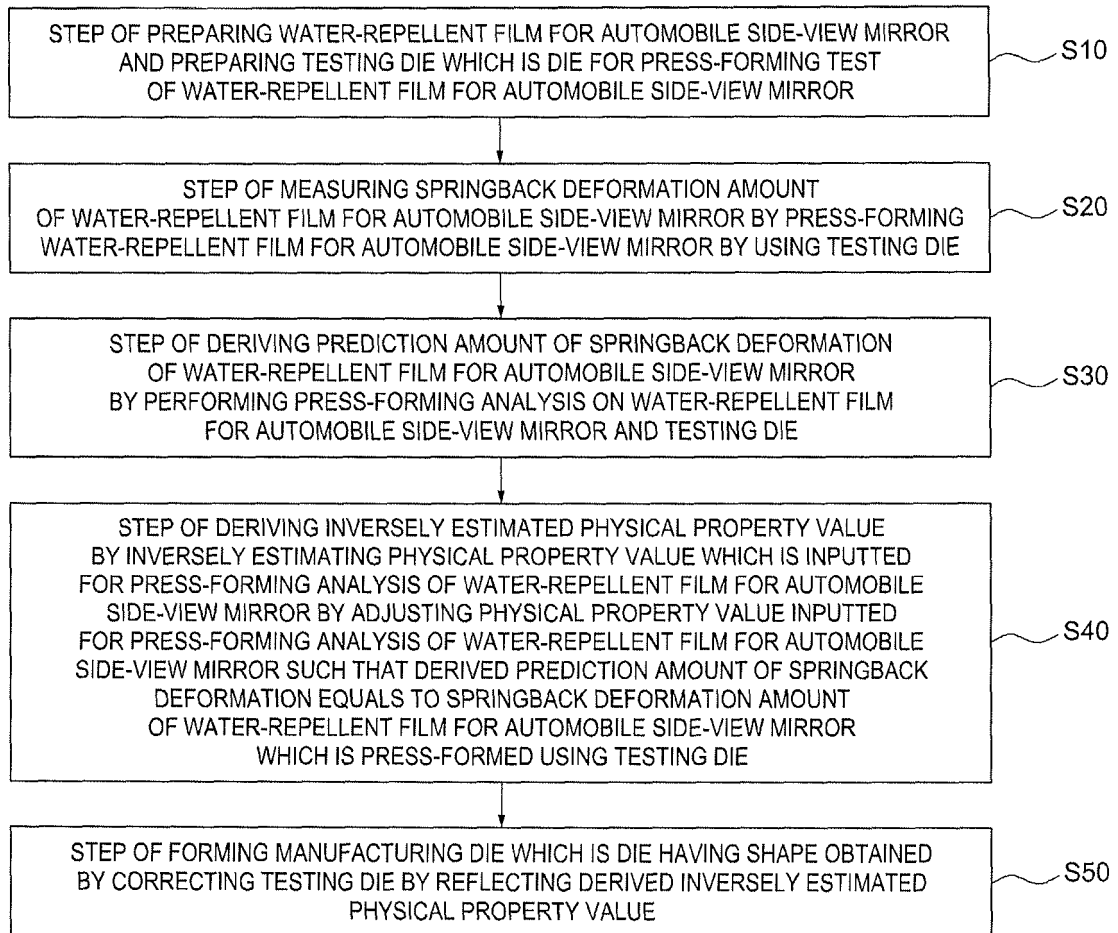 STEP OF PREPARING WATER-REPELLENT FILM FOR AUTOMOBILE SIDE-VIEW MIRROR
AND PREPARING TESTING DIE WHICH IS DIE FOR PRESS-FORMING TEST
OF WATER-REPELLENT FILM FOR AUTOMOBILE SIDE-VIEW MIRROR
S10
STEP OF MEASURING SPRINGBACK DEFORMATION AMOUNT
OF WATER-REPELLENT FILM FOR AUTOMOBILE SIDE-VIEW MIRROR BY PRESS-FORMING
WATER-REPELLENT FILM FOR AUTOMOBILE SIDE-VIEW MIRROR BY USING TESTING DIE
S20
STEP OF DERIVING PREDICTION AMOUNT OF SPRINGBACK DEFORMATION
OF WATER-REPELLENT FILM FOR AUTOMOBILE SIDE-VIEW MIRROR
BY PERFORMING PRESS-FORMING ANALYSIS ON WATER-REPELLENT FILM
FOR AUTOMOBILE SIDE-VIEW MIRROR AND TESTING DIE
S30
STEP OF DERIVING INVERSELY ESTIMATED PHYSICAL PROPERTY VALUE
BY INVERSELY ESTIMATING PHYSICAL PROPERTY VALUE WHICH IS INPUTTED
FOR PRESS-FORMING ANALYSIS OF WATER-REPELLENT FILM FOR AUTOMOBILE
SIDE-VIEW MIRROR BY ADJUSTING PHYSICAL PROPERTY VALUE INPUTTED
FOR PRESS-FORMING ANALYSIS OF WATER-REPELLENT FILM FOR AUTOMOBILE
SIDE-VIEW MIRROR SUCH THAT DERIVED PREDICTION AMOUNT OF SPRINGBACK
DEFORMATION EQUALS TO SPRINGBACK DEFORMATION AMOUNT
OF WATER-REPELLENT FILM FOR AUTOMOBILE SIDE-VIEW MIRROR
WHICH IS PRESS-FORMED USING TESTING DIE
S40
STEP OF FORMING MANUFACTURING DIE WHICH IS DIE HAVING SHAPE OBTAINED
BY CORRECTING TESTING DIE BY REFLECTING DERIVED INVERSELY ESTIMATED
PHYSICAL PROPERTY VALUE
S50